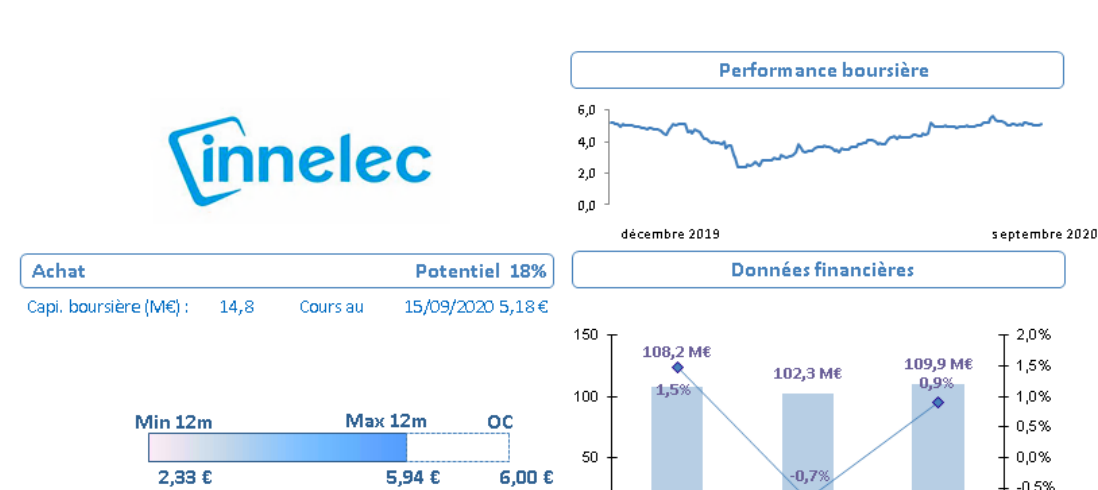 innelec
Achat Potentiel 18%
Capi. boursière (M€) : 14,8 Cours au 15/09/2020 5,18 €
Min 12m Max 12m OC
2,33 € 5,94 € 6,00 €
Performance boursière
6,0
4,0
2,0
0,0
décembre 2019 septembre 2020
Données financières
150 2,0%
108,2 M€ 102,3 M€ 109,9 M€
1,5%
1,5% 0,9%
100 1,0%
0,5%
50 0,0%
-0,7%
-0,5%